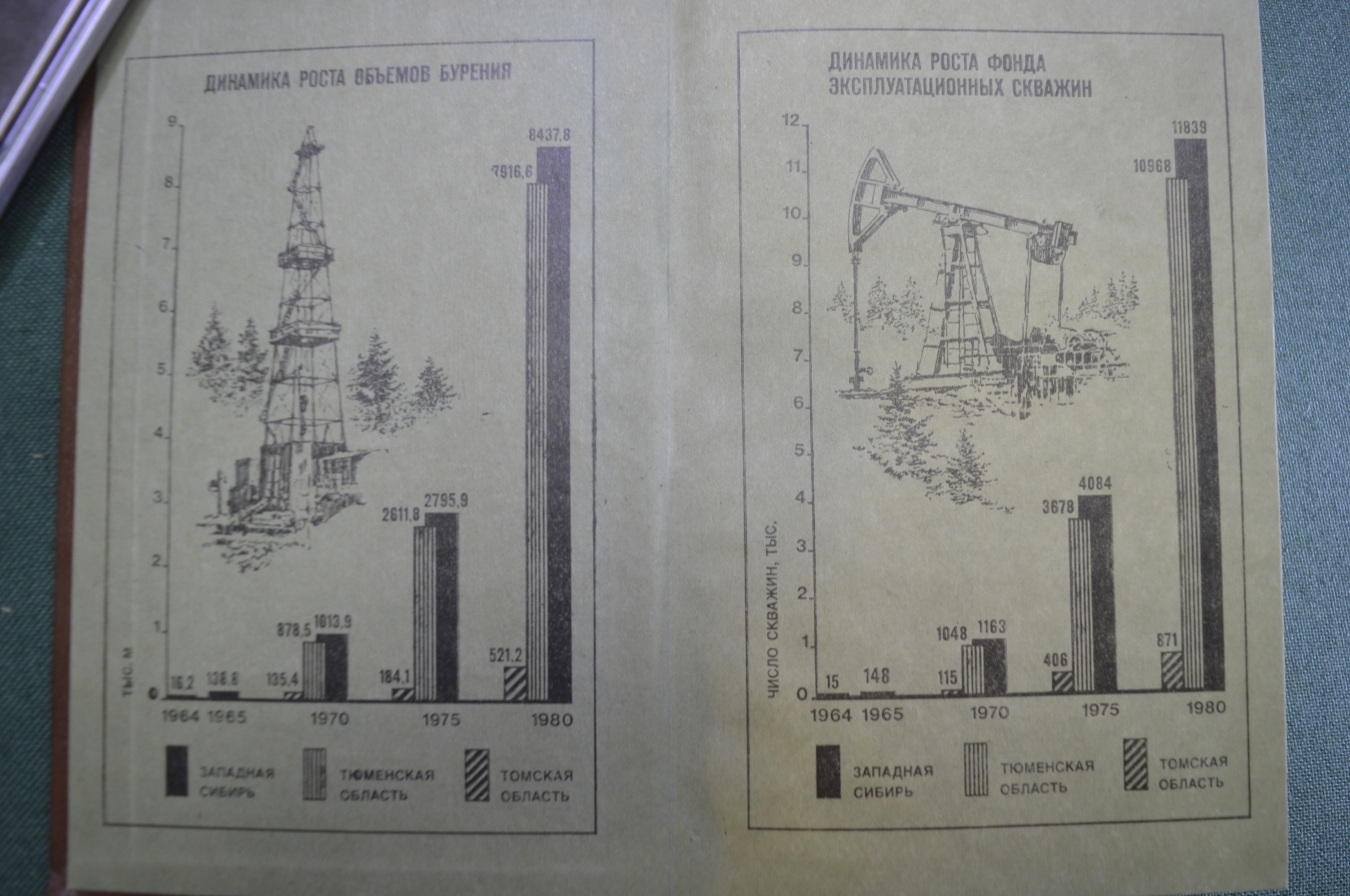 ДИНАМИКА РОСТА ОБЪЕМОВ БУРЕНИЯ
9
8
7
6
5
4
3
2
1
0
ТЫС. М
8437,8
7916,6
2795,9
2611,8
1013,9
878,5
521,2
184,1
135,4
138,8
16,2
1964 1965 1970 1975 1980
ЗАПАДНАЯ
СИБИРЬ
ТЮМЕНСКАЯ
ОБЛАСТЬ
ТОМСКАЯ
ОБЛАСТЬ
ДИНАМИКА РОСТА ФОНДА
ЭКСПЛУАТАЦИОННЫХ СКВАЖИН
12
11
10
9
8
7
6
5
4
3
2
1
0
ЧИСЛО СКВАЖИН, ТЫС.
11839
10968
4084
3678
1163
1048
871
406
115
148
15
1964 1965 1970 1975 1980
ЗАПАДНАЯ
СИБИРЬ
ТЮМЕНСКАЯ
ОБЛАСТЬ
ТОМСКАЯ
ОБЛАСТЬ